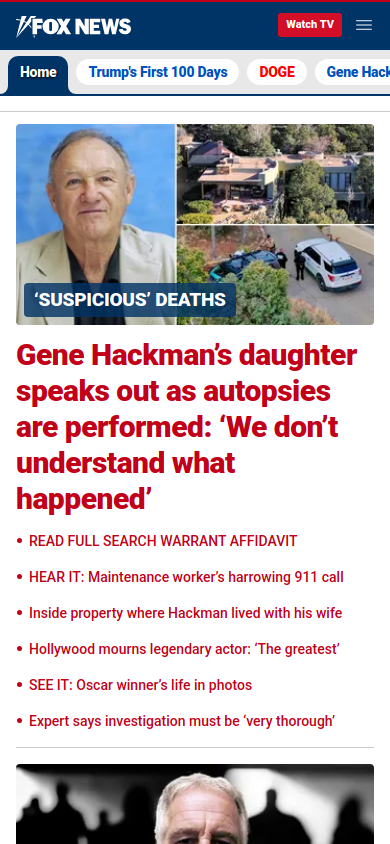 FOX NEWS
Watch TV
Home
Trump's First 100 Days
DOGE
Gene Hack
‘SUSPICIOUS’ DEATHS
Gene Hackman’s daughter
speaks out as autopsies
are performed: ‘We don’t
understand what
happened’
• READ FULL SEARCH WARRANT AFFIDAVIT
• HEAR IT: Maintenance worker’s harrowing 911 call
• Inside property where Hackman lived with his wife
• Hollywood mourns legendary actor: ‘The greatest’
• SEE IT: Oscar winner’s life in photos
• Expert says investigation must be ‘very thorough’